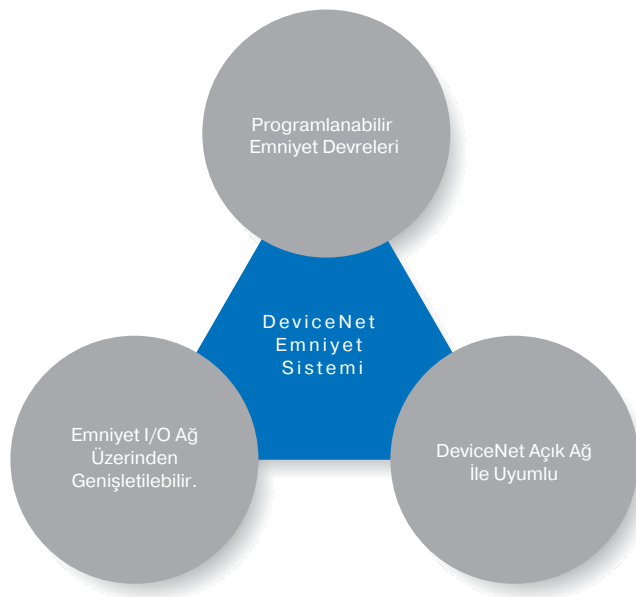 Programlanabilir
Emniyet Devreleri
DeviceNet
Emniyet
Sistemi
Emniyet I/O Ağ
Üzerinden
Genişletilebilir.
DeviceNet Açık Ağ
İle Uyumlu